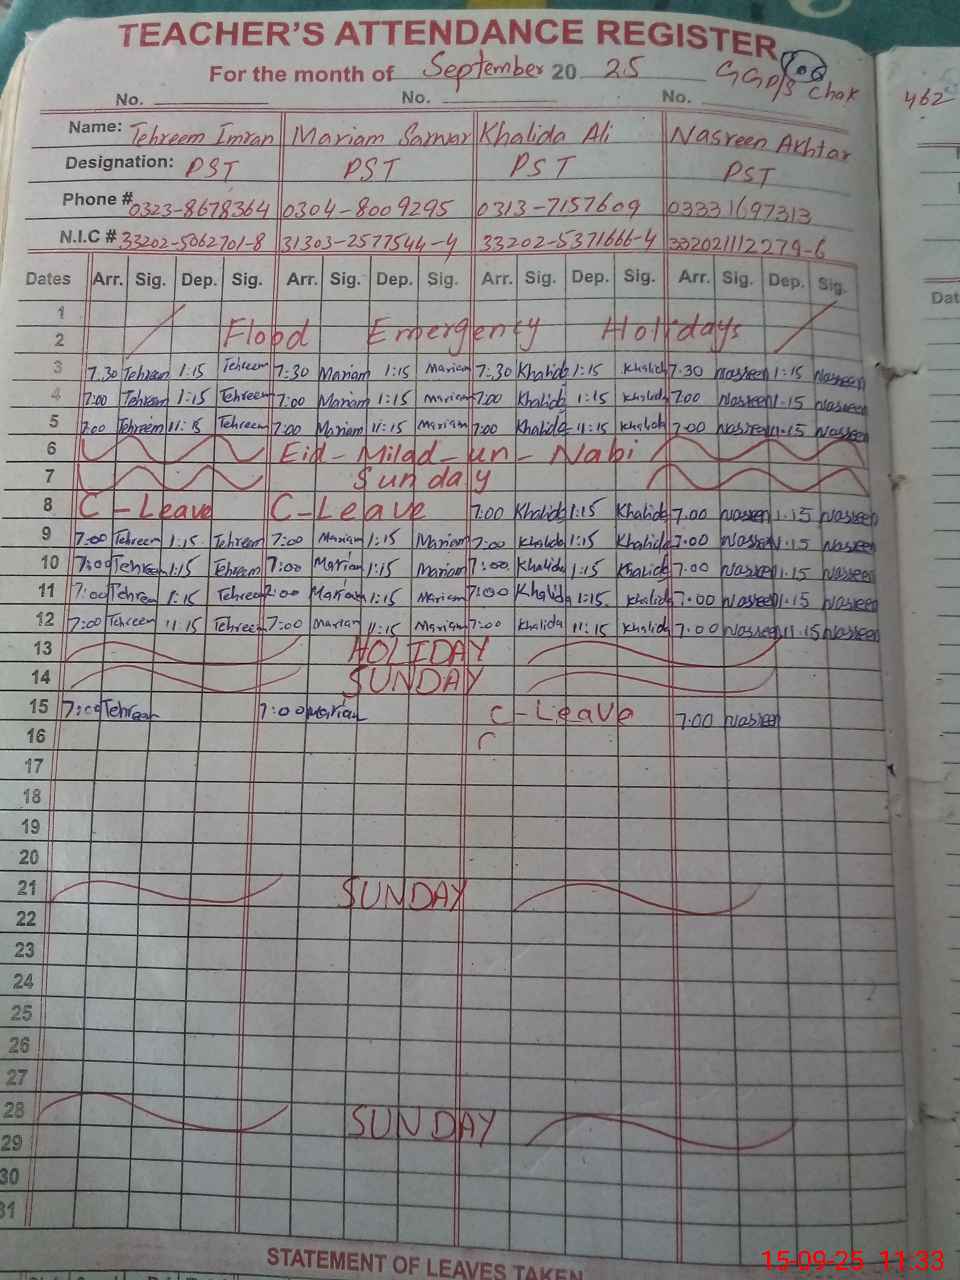 TEACHER'S ATTENDANCE REGISTER
For the month of September 2025 GGP/S Chak
462
No. No. No.
Name: Tehreem Imran Mariam Sarwar Khalida Ali Nasreen Akhtar
Designation: PST PST PST PST
Phone # 0323-8678364 0304-8009295 0313-7157609 03331697313
N.I.C # 33202-5062701-8 31303-2577544-4 33202-5371666-4 332021112279-6
Dates Arr. Sig. Dep. Sig. Arr. Sig. Dep. Sig. Arr. Sig. Dep. Sig. Arr. Sig. Dep. Sig.
Dat
1
2 Flood Emergency Holidays
3 7:30 Tehreem 1:15 Tehreem 7:30 Mariam 1:15 Mariam 7:30 Khalida 1:15 Khalida 7.30 Nasreen 1:15 Nasreen
4 7:00 Tehreem 1:15 Tehreem 7:00 Mariam 1:15 Mariam 7:00 Khalida 1:15 Khalida 7.00 Nasreen 1.15 Nasreen
5 7:00 Tehreem 11:15 Tehreem 7:00 Mariam 11:15 Mariam 7:00 Khalida 11:15 Khalida 7.00 Nasreen 11.15 Nasreen
6 Eid-Milad-un-Nabi
7 Sunday
8 C-Leave C-Leave 7:00 Khalida 1:15 Khalida 7.00 Nasreen 1.15 Nasreen
9 7:00 Tehreem 1:15 Tehreem 7:00 Mariam 1:15 Mariam 7:00 Khalida 1:15 Khalida 7.00 Nasreen 1.15 Nasreen
10 7:00 Tehreem 1:15 Tehreem 7:00 Mariam 1:15 Mariam 7:00 Khalida 1:15 Khalida 7.00 Nasreen 1.15 Nasreen
11 7:00 Tehreem 1:15 Tehreem 7:00 Mariam 1:15 Mariam 7:00 Khalida 1:15 Khalida 7.00 Nasreen 1.15 Nasreen
12 7:00 Tehreem 11:15 Tehreem 7:00 Mariam 11:15 Mariam 7:00 Khalida 11:15 Khalida 7.00 Nasreen 11.15 Nasreen
13 HOLIDAY
14 SUNDAY
15 7:00 Tehreem 7:00 Mariam C-Leave 7.00 Nasreen
16 C
17
18
19
20
21 SUNDAY
22
23
24
25
26
27
28 SUNDAY
29
30
31
STATEMENT OF LEAVES TAKEN
15-09-25 11:33